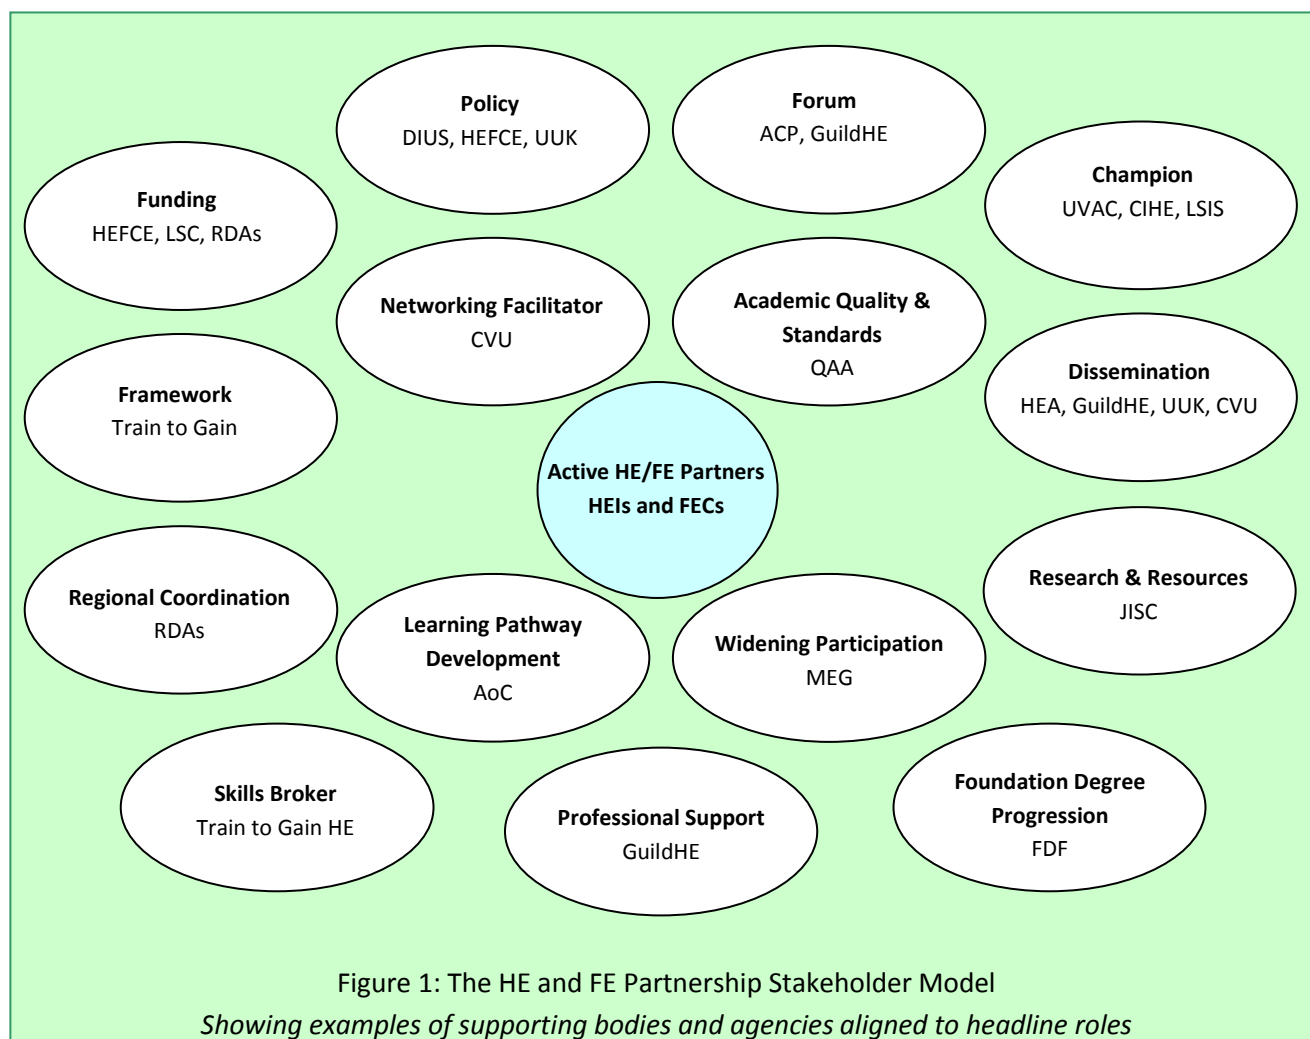 Policy
DIUS, HEFCE, UUK
Forum
ACP, GuildHE
Funding
HEFCE, LSC, RDAs
Champion
UVAC, CIHE, LSIS
Networking Facilitator
CVU
Academic Quality &
Standards
QAA
Framework
Train to Gain
Dissemination
HEA, GuildHE, UUK, CVU
Active HE/FE Partners
HEIs and FECs
Regional Coordination
RDAs
Learning Pathway
Development
AoC
Widening Participation
MEG
Research & Resources
JISC
Skills Broker
Train to Gain HE
Professional Support
GuildHE
Foundation Degree
Progression
FDF
Figure 1: The HE and FE Partnership Stakeholder Model
Showing examples of supporting bodies and agencies aligned to headline roles